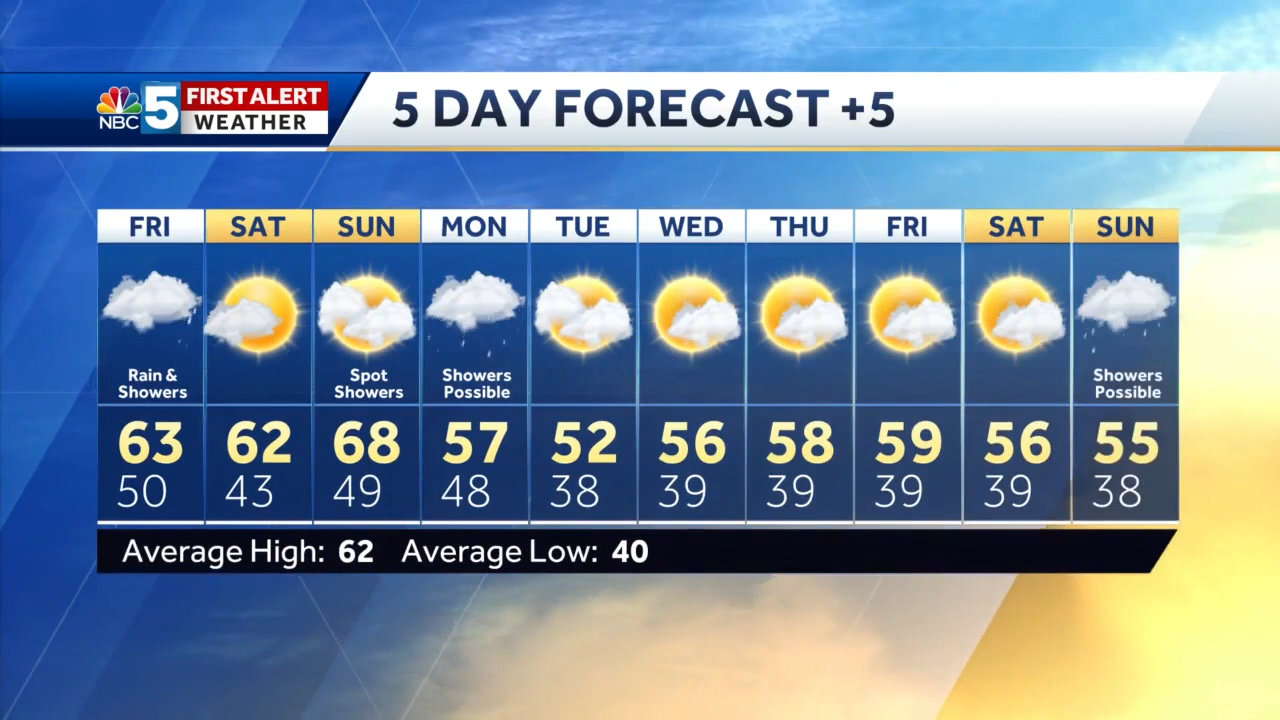 NBC 5 FIRST ALERT WEATHER
5 DAY FORECAST +5
FRI SAT SUN MON TUE WED THU FRI SAT SUN
Rain & Showers
Spot Showers
Showers Possible
Showers Possible
63 62 68 57 52 56 58 59 56 55
50 43 49 48 38 39 39 39 39 38
Average High: 62 Average Low: 40